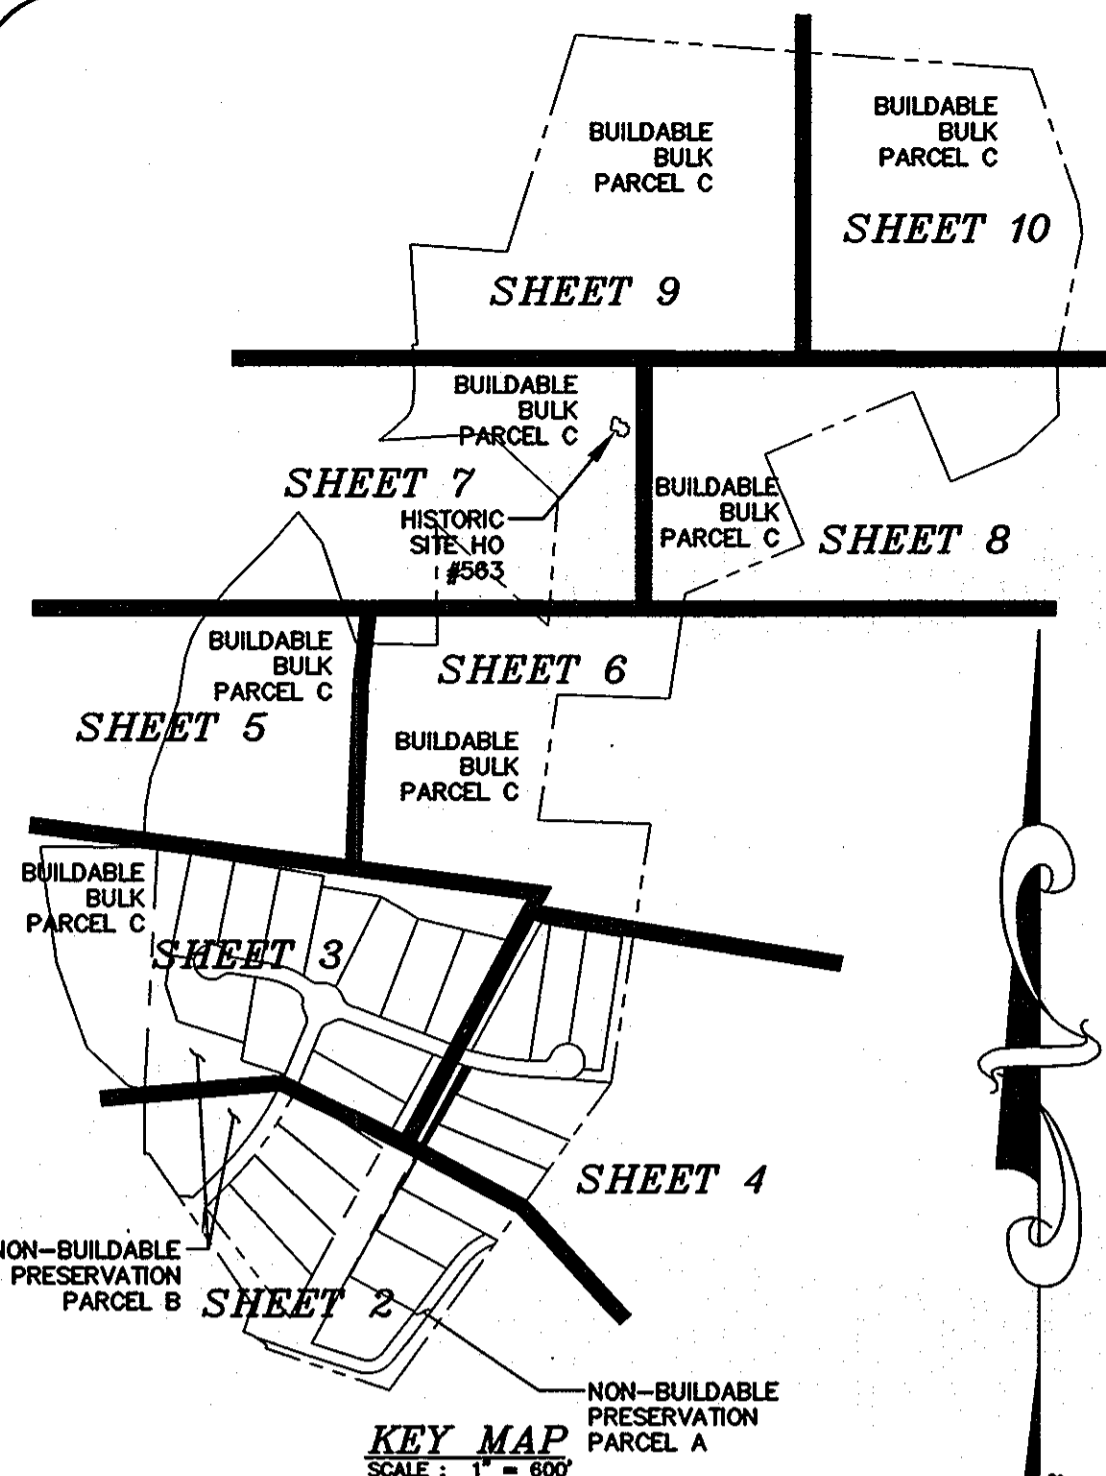 BUILDABLE
BULK
PARCEL C
BUILDABLE
BULK
PARCEL C
SHEET 10
SHEET 9
BUILDABLE
BULK
PARCEL C
SHEET 7
HISTORIC
SITE HO
#563
BUILDABLE
BULK
PARCEL C
SHEET 8
BUILDABLE
BULK
PARCEL C
SHEET 6
SHEET 5
BUILDABLE
BULK
PARCEL C
BUILDABLE
BULK
PARCEL C
SHEET 3
SHEET 4
NON-BUILDABLE
PRESERVATION
PARCEL B
SHEET 2
NON-BUILDABLE
PRESERVATION
PARCEL A
KEY MAP
SCALE : 1" = 600'